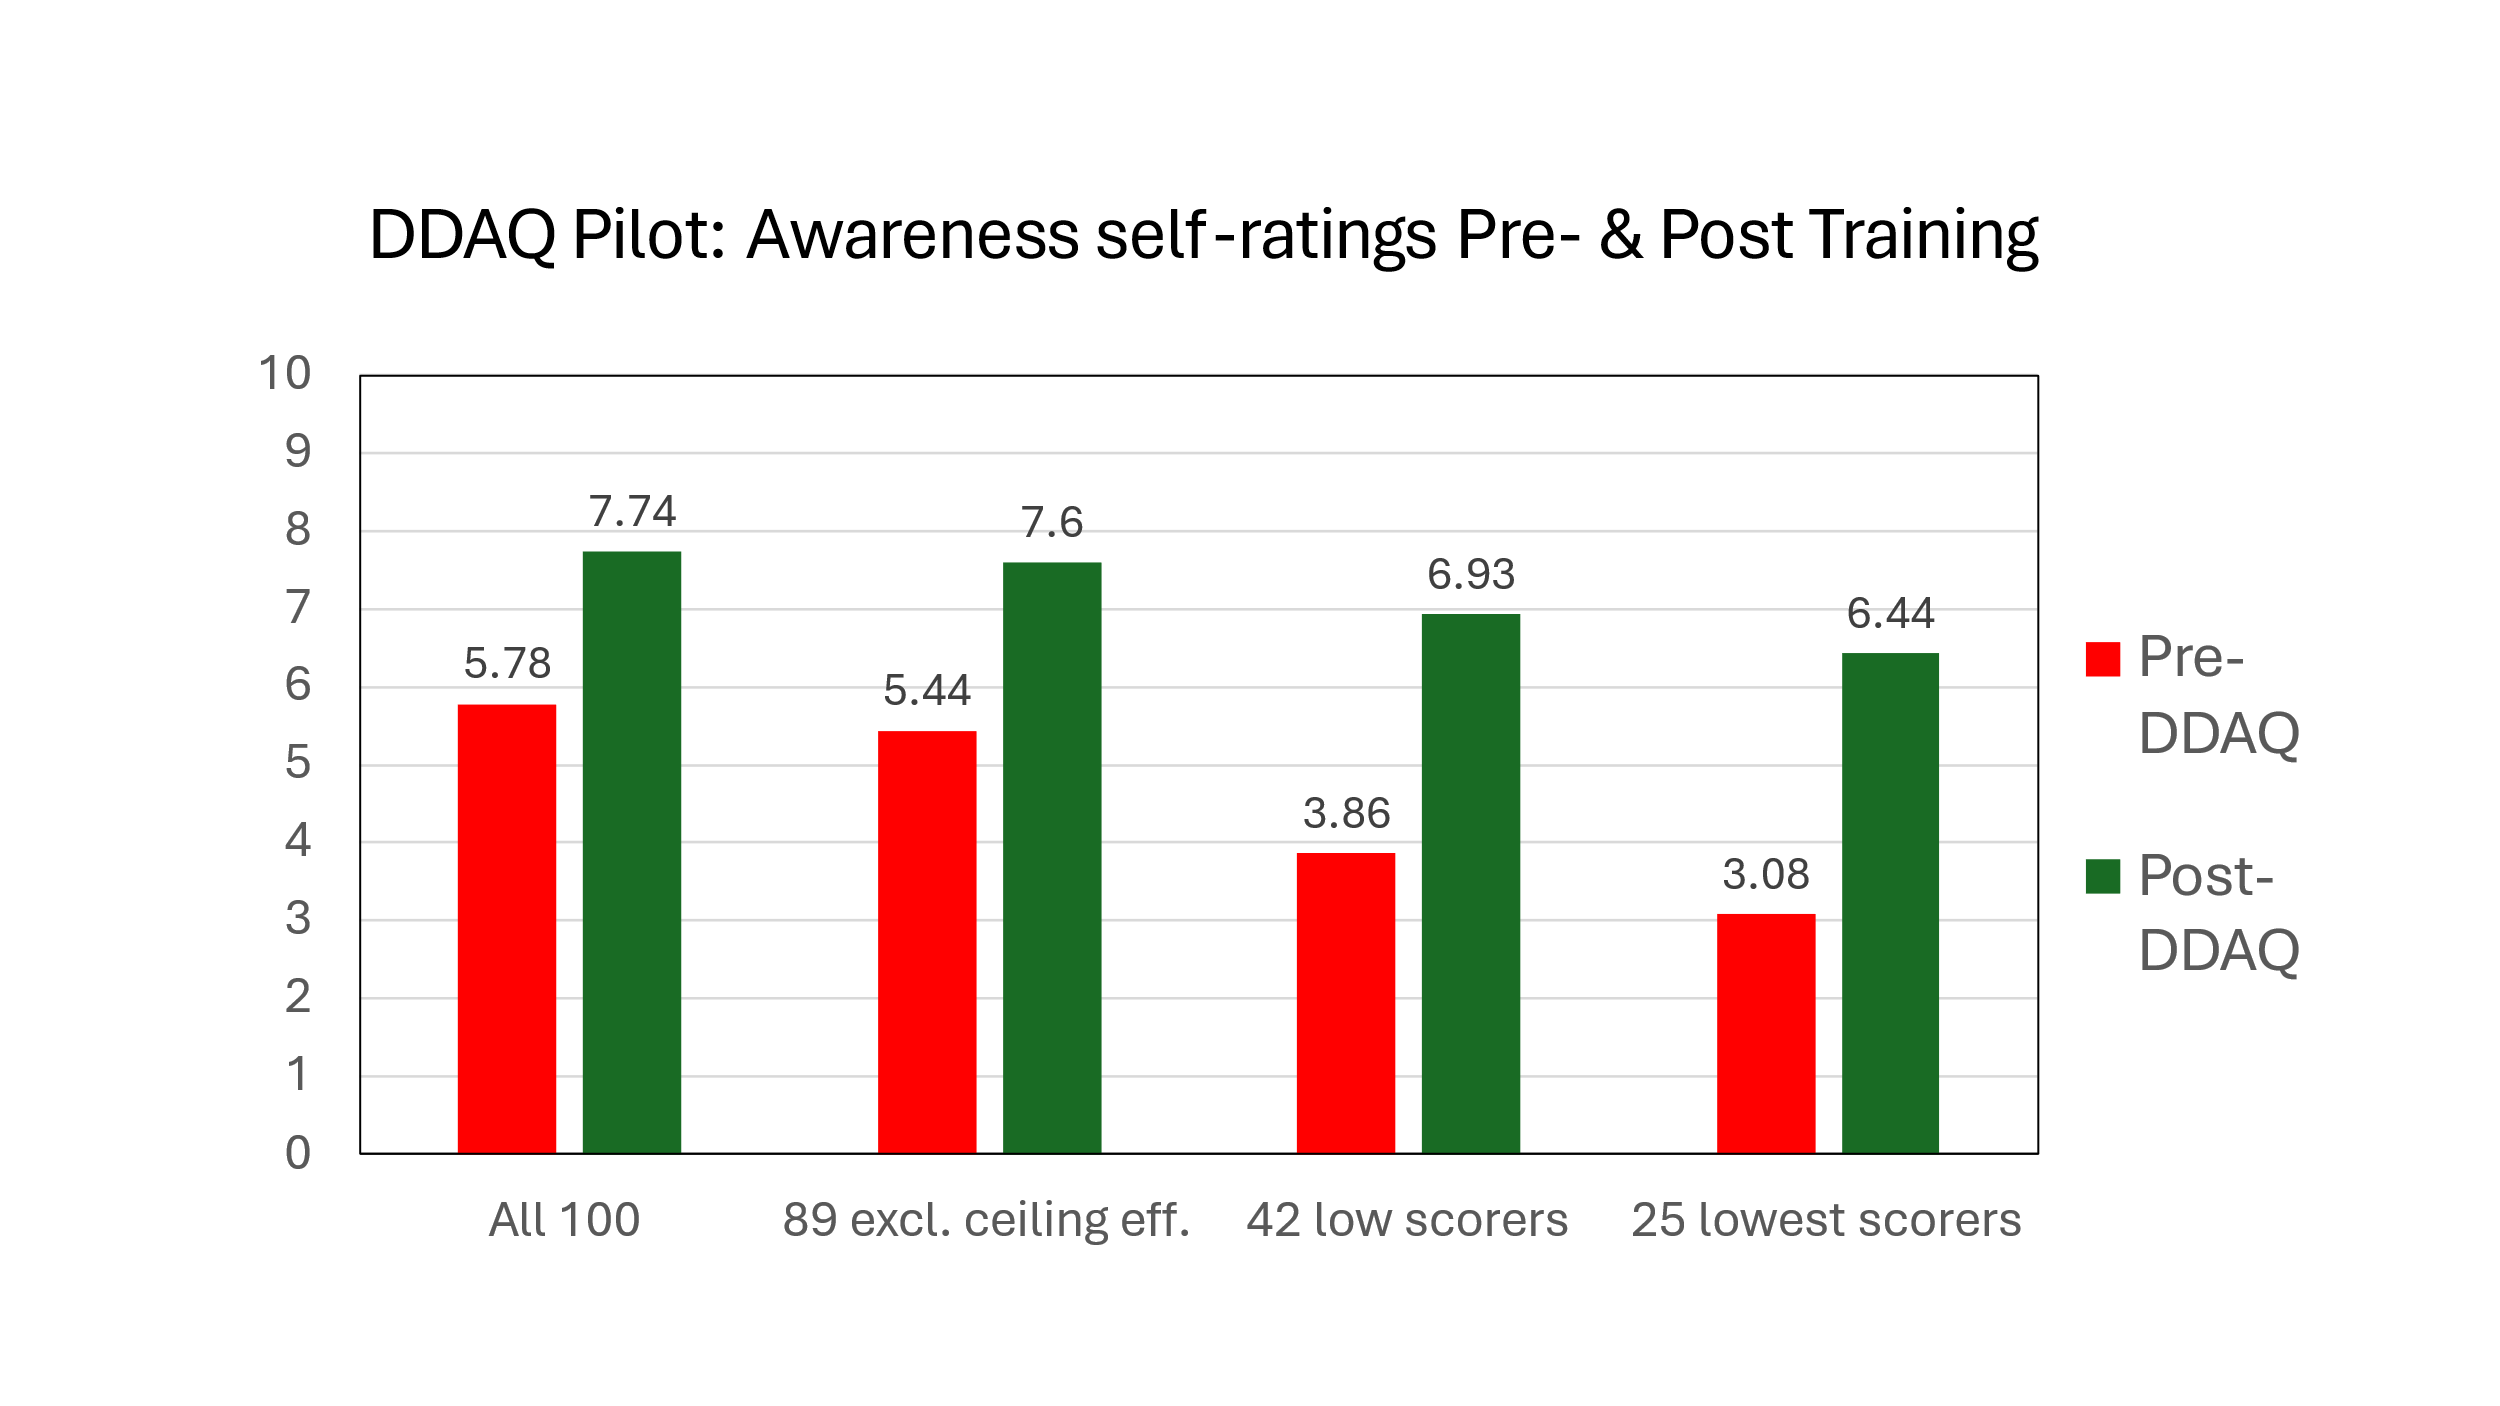 DDAQ Pilot: Awareness self-ratings Pre- & Post Training
10
9
8
7
6
5
4
3
2
1
0
5.78
7.74
5.44
7.6
3.86
6.93
3.08
6.44
All 100
89 excl. ceiling eff.
42 low scorers
25 lowest scorers
Pre-
DDAQ
Post-
DDAQ